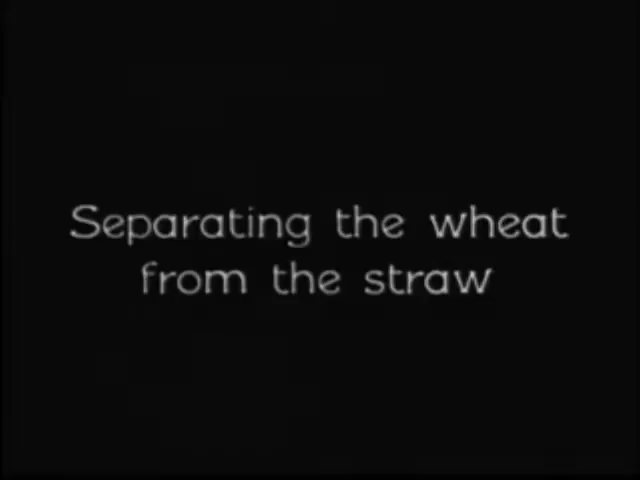 Separating the wheat
from the straw